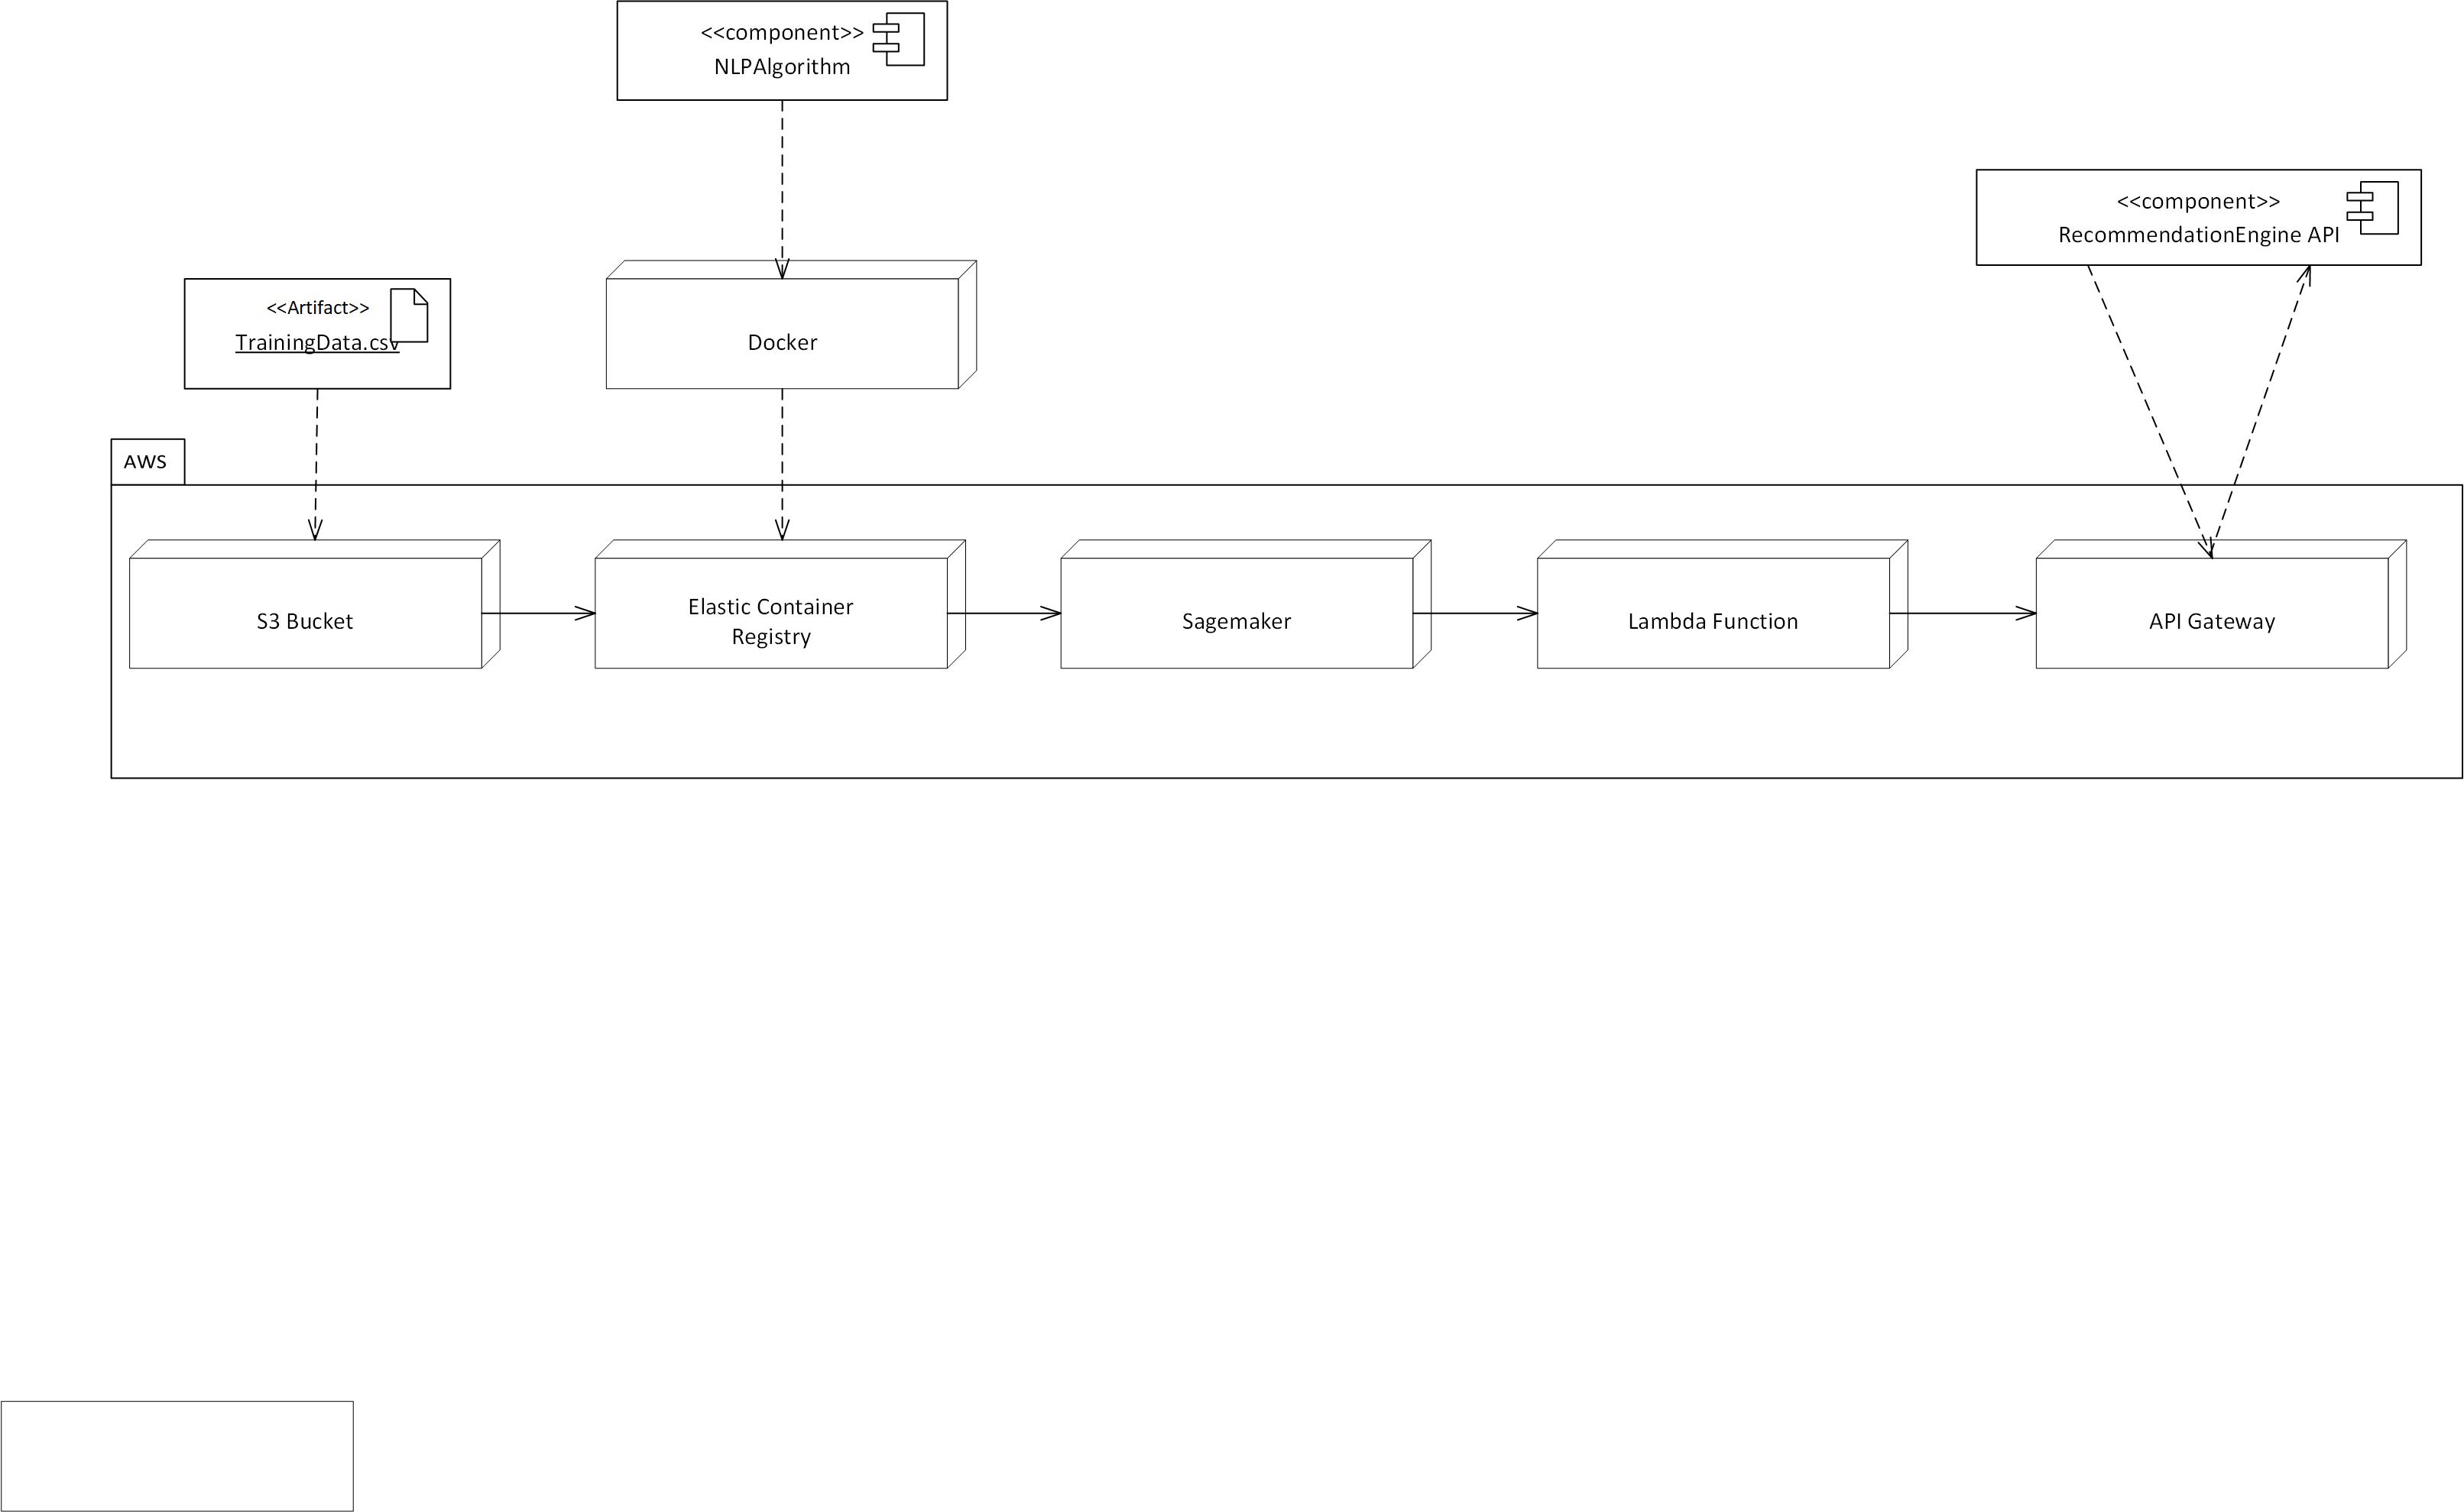 <<component>>
NLPAlgorithm
<<component>>
RecommendationEngine API
<<Artifact>>
TrainingData.csv
Docker
AWS
S3 Bucket
Elastic Container
Registry
Sagemaker
Lambda Function
API Gateway